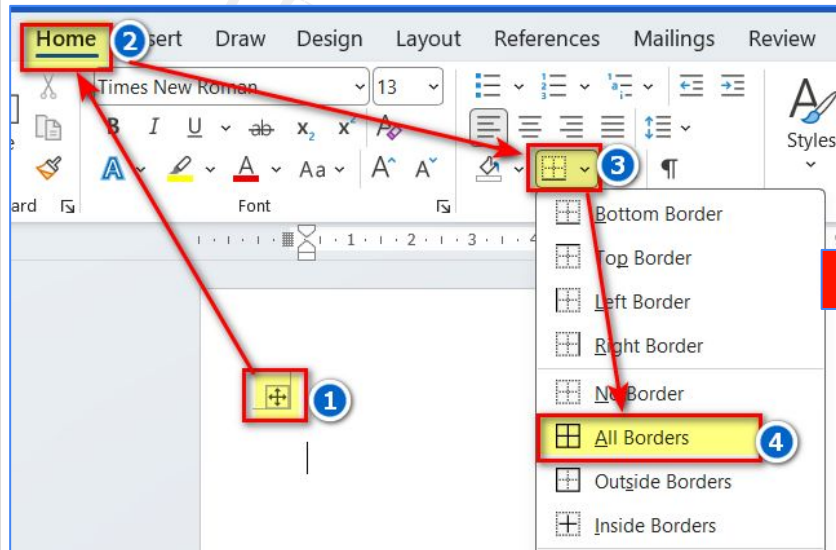 Home 2 sert Draw Design Layout References Mailings Review
Times New Roman 13
B I U ab x2 x2 A
A A Aa A^ A˅ 3 ¶
Styles
ard Font
1 2 3 4
Bottom Border
Top Border
Left Border
Right Border
1
No Border
All Borders 4
Outside Borders
Inside Borders